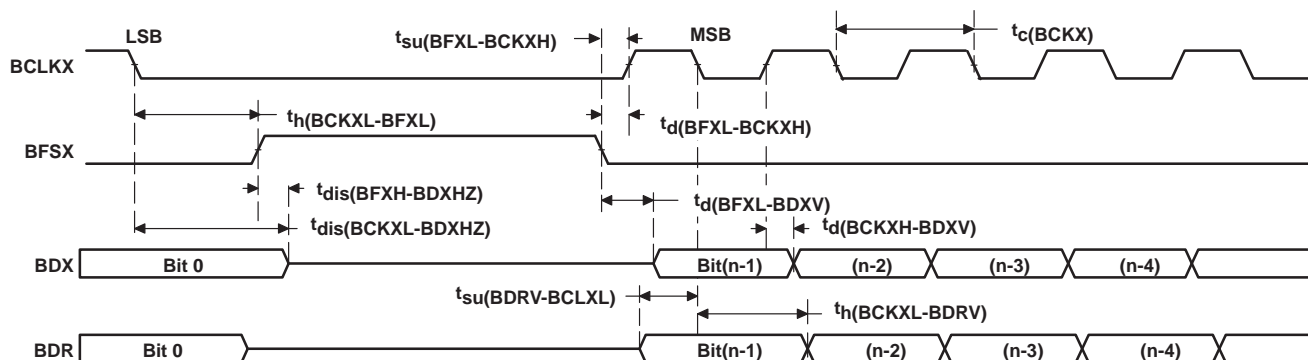 LSB
tsu(BFXL-BCKXH)
MSB
tc(BCKX)
BCLKX
th(BCKXL-BFXL)
td(BFXL-BCKXH)
BFSX
tdis(BFXH-BDXHZ)
td(BFXL-BDXV)
tdis(BCKXL-BDXHZ)
td(BCKXH-BDXV)
BDX
Bit 0
Bit(n-1)
(n-2)
(n-3)
(n-4)
tsu(BDRV-BCLXL)
th(BCKXL-BDRV)
BDR
Bit 0
Bit(n-1)
(n-2)
(n-3)
(n-4)